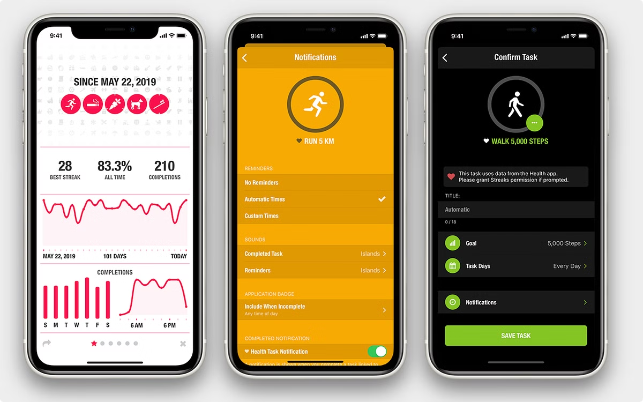 9:41
SINCE MAY 22, 2019
28
BEST STREAK
83.3%
ALL TIME
210
COMPLETIONS
MAY 22, 2019
101 DAYS
TODAY
COMPLETIONS
S M T W T F S
6 AM
6 PM
9:41
Notifications
RUN 5 KM
REMINDERS
No Reminders
Automatic Times
Custom Times
SOUNDS
Completed Task
Islands
Reminders
Islands
APPLICATION BADGE
Include When Incomplete
Any time of day
COMPLETED NOTIFICATION
Health Task Notification
9:41
Confirm Task
WALK 5,000 STEPS
This task uses data from the Health app.
Please grant Streaks permission if prompted.
TITLE:
Automatic
0 / 18
Goal
5,000 Steps
Task Days
Every Day
Notifications
SAVE TASK